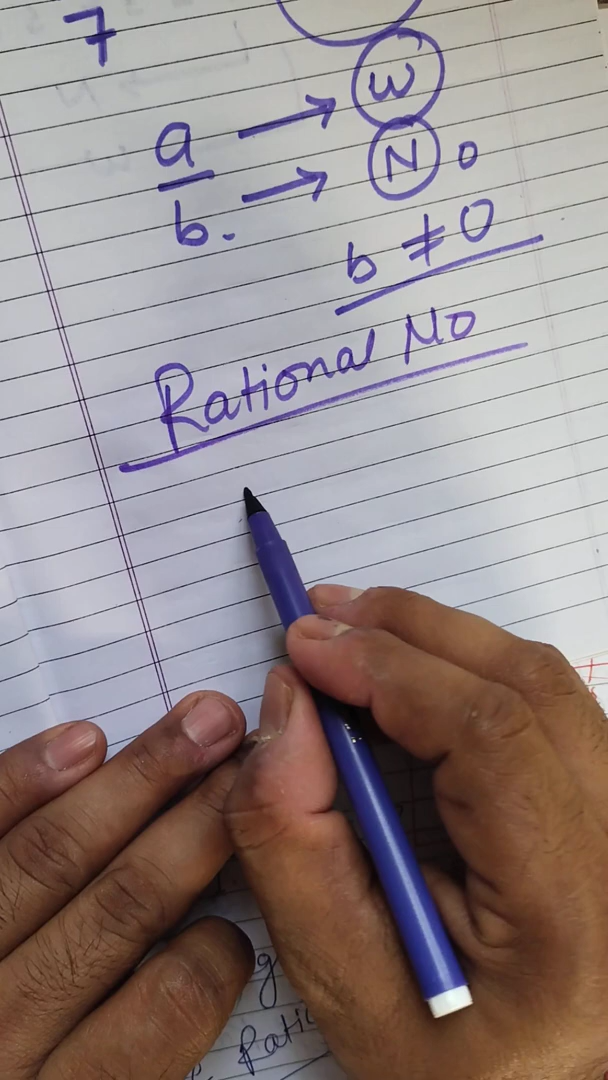 7
a → W
b. → N 0
b ≠ 0
Rational No